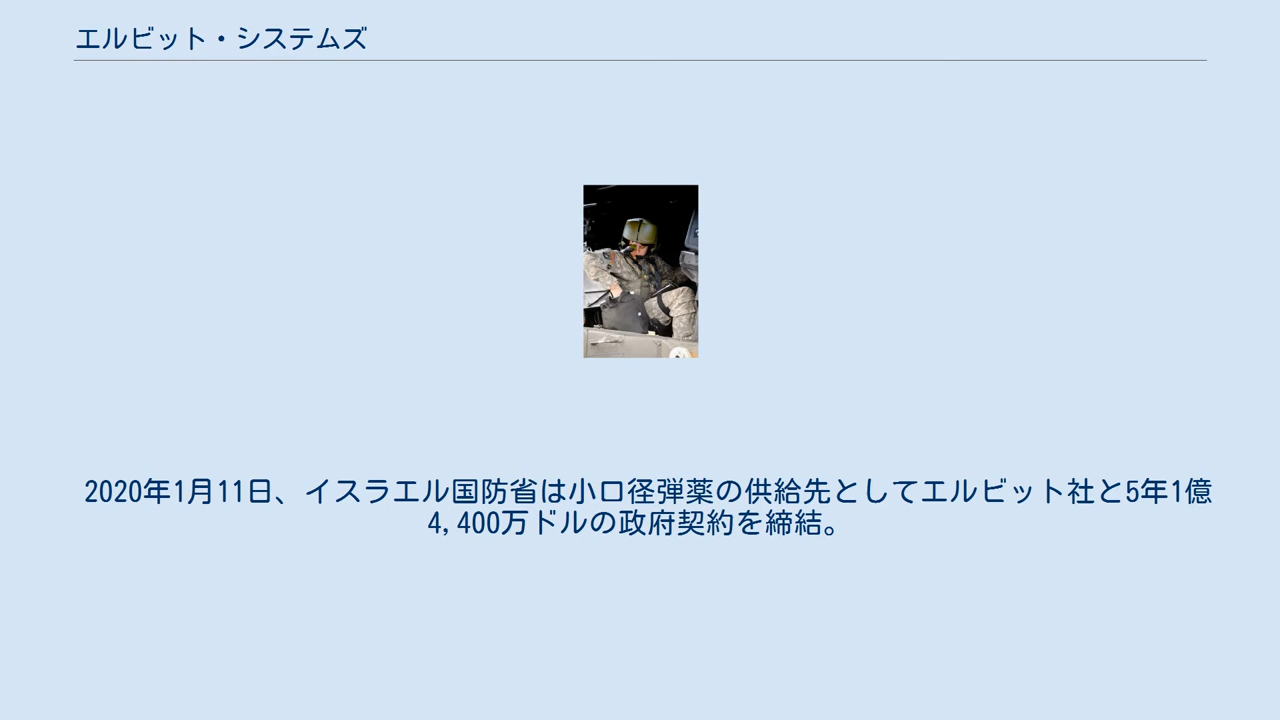 エルビット・システムズ
2020年1月11日、イスラエル国防省は小口径弾薬の供給先としてエルビット社と5年1億
4,400万ドルの政府契約を締結。